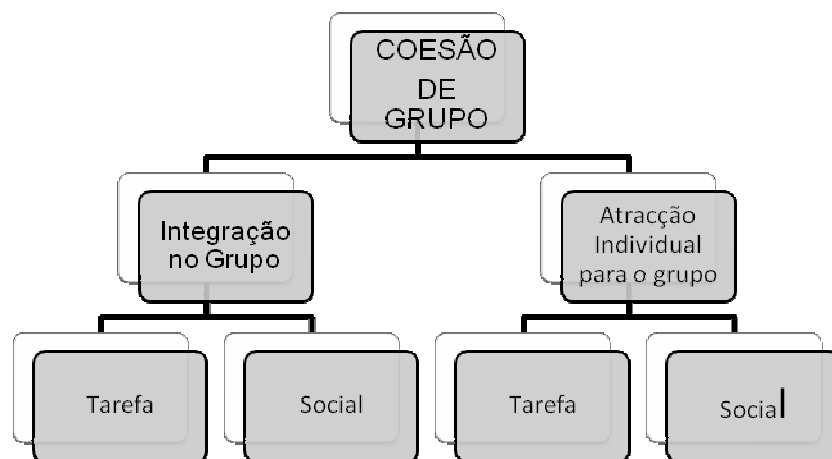 COESÃO
DE
GRUPO
Integração
no Grupo
Atracção
Individual
para o grupo
Tarefa
Social
Tarefa
Social